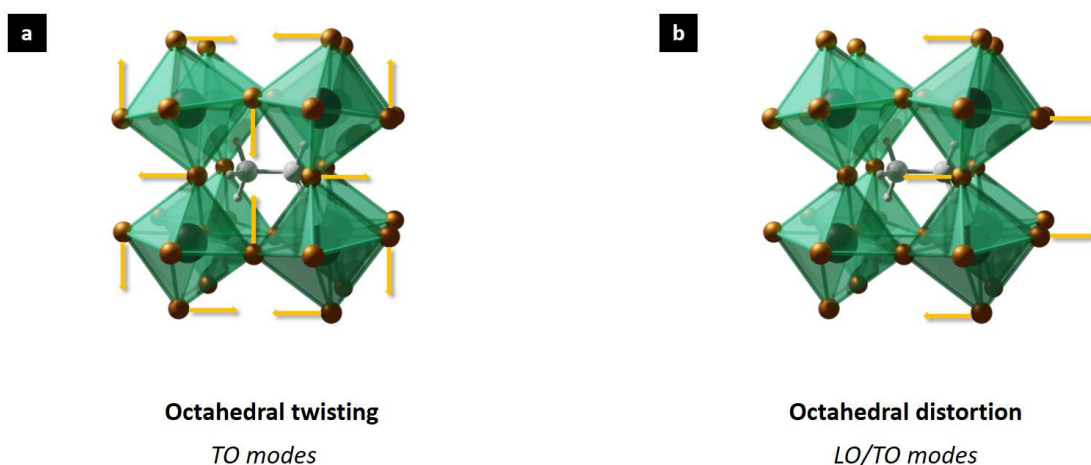 a
b
Octahedral twisting
Octahedral distortion
TO modes
LO/TO modes